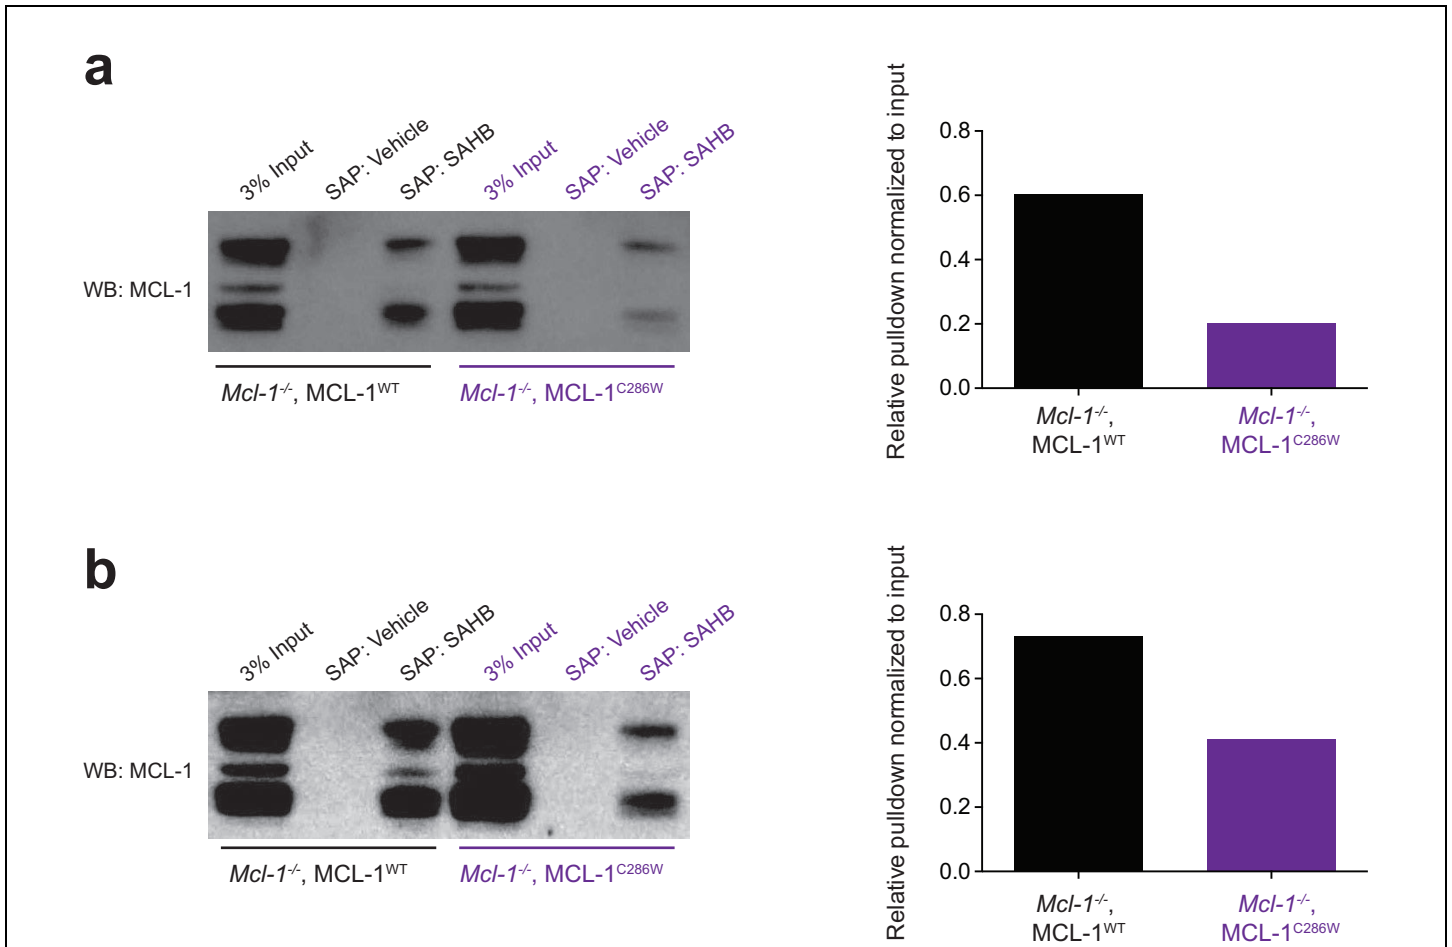 a
3% Input
SAP: Vehicle
SAP: SAHB
3% Input
SAP: Vehicle
SAP: SAHB
WB: MCL-1
Mcl-1-/-, MCL-1WT
Mcl-1-/-, MCL-1C286W
Relative pulldown normalized to input
0.8
0.6
0.4
0.2
0.0
Mcl-1-/-,
MCL-1WT
Mcl-1-/-,
MCL-1C286W
b
3% Input
SAP: Vehicle
SAP: SAHB
3% Input
SAP: Vehicle
SAP: SAHB
WB: MCL-1
Mcl-1-/-, MCL-1WT
Mcl-1-/-, MCL-1C286W
Relative pulldown normalized to input
0.8
0.6
0.4
0.2
0.0
Mcl-1-/-,
MCL-1WT
Mcl-1-/-,
MCL-1C286W